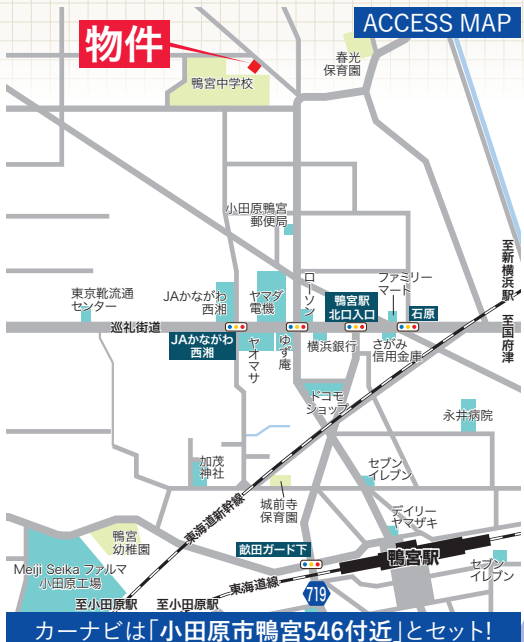 ACCESS MAP
物件
春光
保育園
鴨宮中学校
小田原鴨宮
郵便局
至新横浜駅
至国府津
東京靴流通
センター
JAかながわ
西湘
ヤマダ
電機
ローソン
鴨宮駅
北口入口
ファミリー
マート
石原
巡礼街道
JAかながわ
西湘
ヤオマサ
ゆず庵
横浜銀行
さがみ
信用金庫
ドコモ
ショップ
永井病院
加茂
神社
セブン
イレブン
城前寺
保育園
東海道新幹線
デイリー
ヤマザキ
鴨宮
幼稚園
畝田ガード下
鴨宮駅
セブン
イレブン
Meiji Seika ファルマ
小田原工場
東海道線
719
至小田原駅
至小田原駅
カーナビは「小田原市鴨宮546付近」とセット!